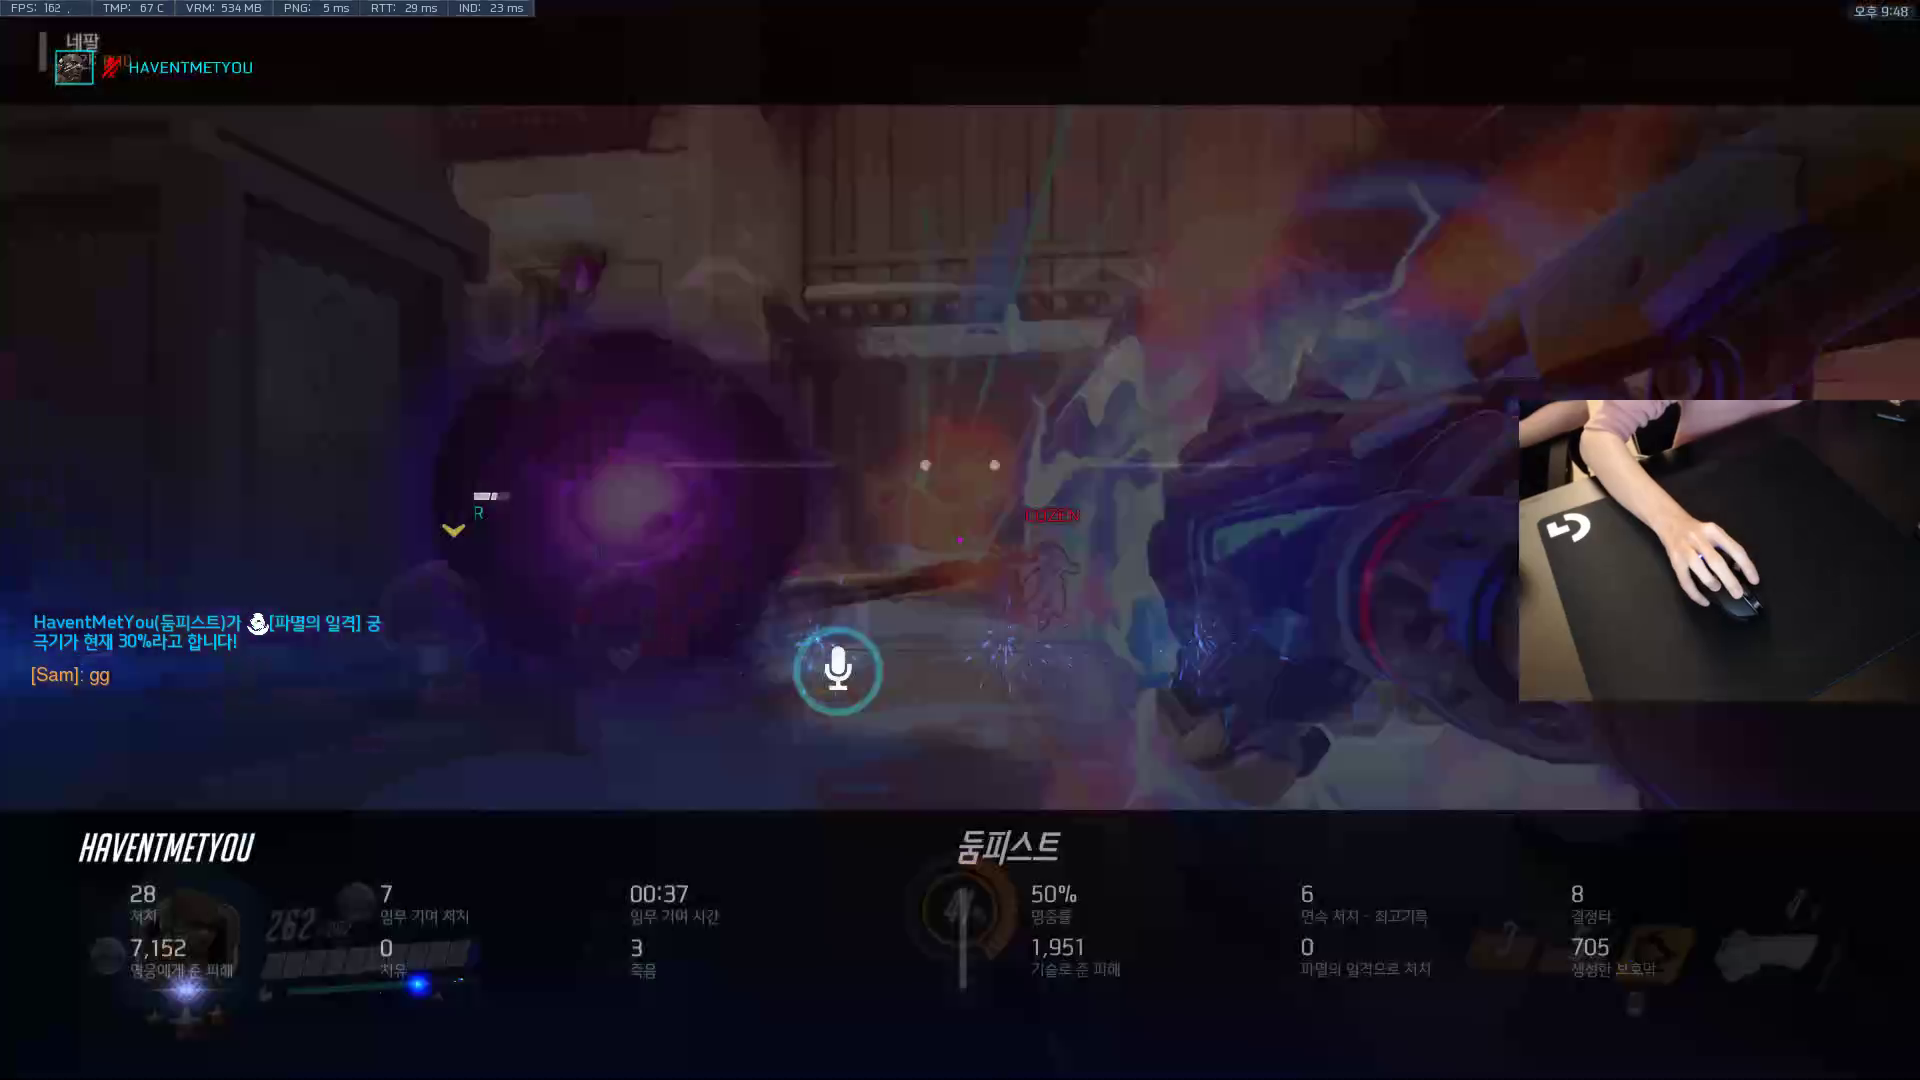 FPS: 162 TMP: 67 C VRM: 534 MB PNG: 5 ms RTT: 29 ms IND: 23 ms
오후 9:48
네팔
HAVENTMETYOU
R
HaventMetYou(둠피스트)가 [파멸의 일격] 궁
극기가 현재 30%라고 합니다!
[Sam]: gg
HAVENTMETYOU
둠피스트
28 7 00:37 50% 6 8
처치 임무 기여 처치 임무 기여 시간 명중률 연속 처치 - 최고기록 결정타
262
7,152 0 3 1,951 0 705
영웅에게 준 피해 치유 죽음 기술로 준 피해 파멸의 일격으로 처치 생성한 보호막